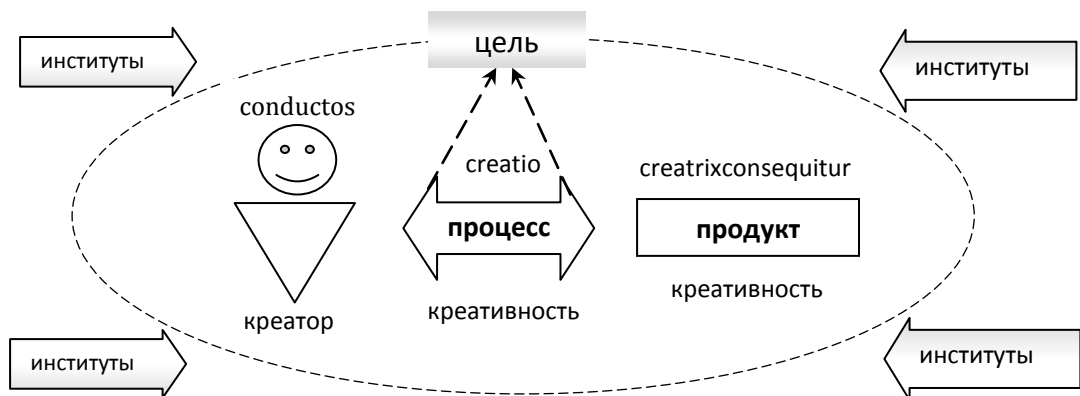 цель
институты
институты
conductos
creatio
creatrixconsequitur
процесс
продукт
креатор
креативность
креативность
институты
институты